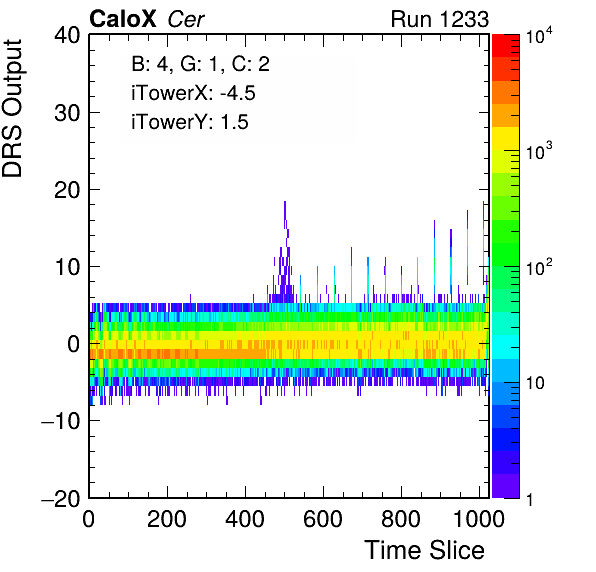 CaloX Cer Run 1233
DRS Output
B: 4, G: 1, C: 2
iTowerX: -4.5
iTowerY: 1.5
40
30
20
10
0
−10
−20
0 200 400 600 800 1000
Time Slice
10^4
10^3
10^2
10
1